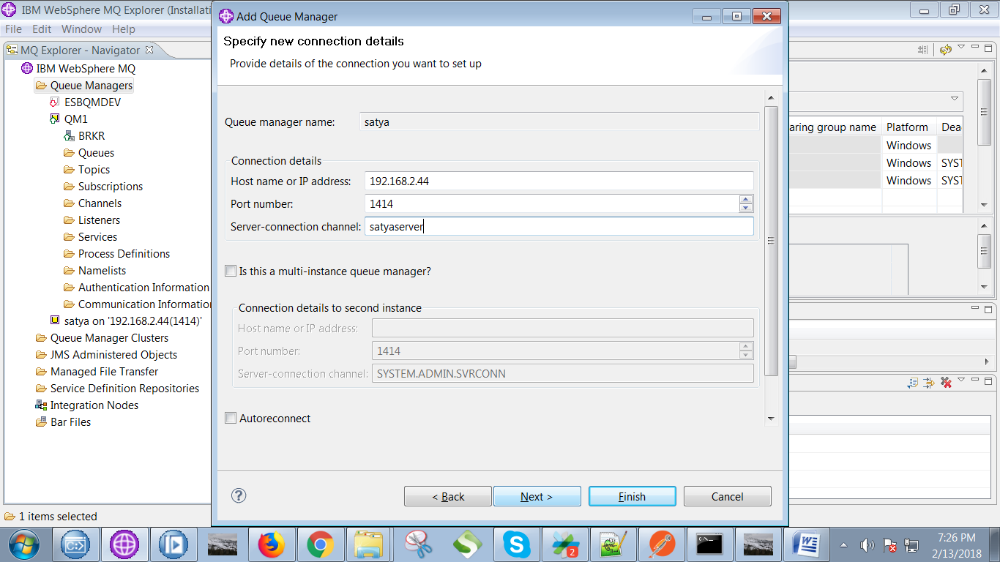 IBM WebSphere MQ Explorer (Installati
Add Queue Manager
File Edit Window Help
Specify new connection details
Provide details of the connection you want to set up
MQ Explorer - Navigator
IBM WebSphere MQ
Queue Managers
ESBQMDEV
QM1
BRKR
Queues
Topics
Subscriptions
Channels
Listeners
Services
Process Definitions
Namelists
Authentication Information
Communication Informatio
satya on '192.168.2.44(1414)'
Queue Manager Clusters
JMS Administered Objects
Managed File Transfer
Service Definition Repositories
Integration Nodes
Bar Files
Queue manager name: satya
Connection details
Host name or IP address: 192.168.2.44
Port number: 1414
Server-connection channel: satyaserver
Is this a multi-instance queue manager?
Connection details to second instance
Host name or IP address:
Port number: 1414
Server-connection channel: SYSTEM.ADMIN.SVRCONN
Autoreconnect
< Back Next > Finish Cancel
aring group name Platform Dea
Windows
Windows SYST
Windows SYST
1 items selected
2
7:26 PM
2/13/2018